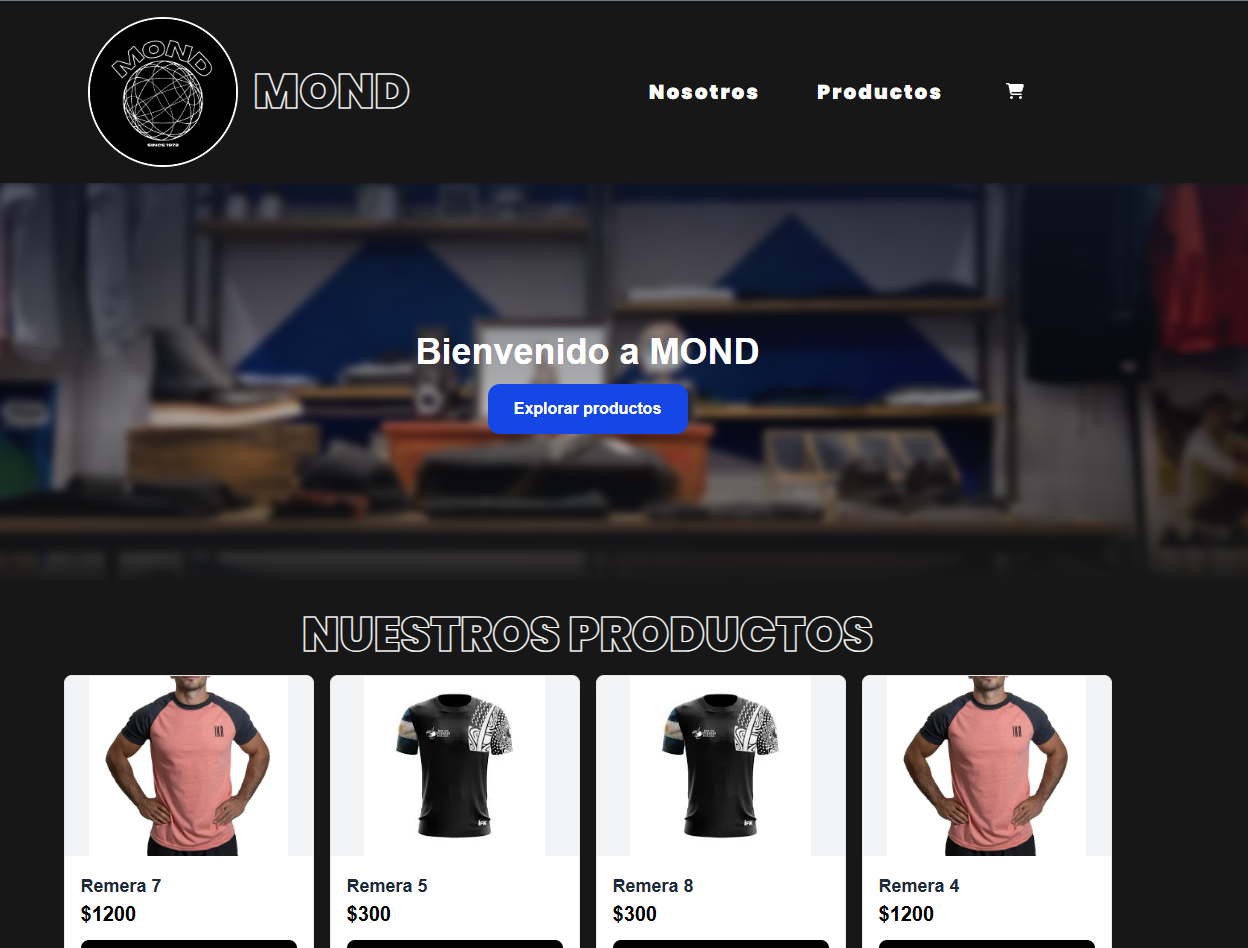 MOND
SINCE 1972
MOND
Nosotros
Productos
Bienvenido a MOND
Explorar productos
NUESTROS PRODUCTOS
Remera 7
$1200
Remera 5
$300
Remera 8
$300
Remera 4
$1200